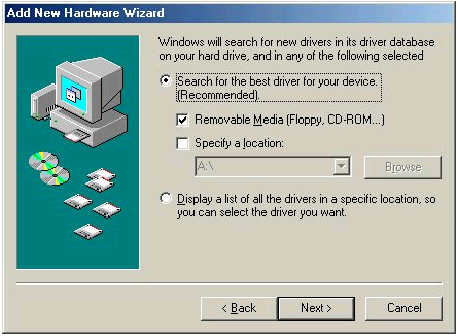 Add New Hardware Wizard
Windows will search for new drivers in its driver database
on your hard drive, and in any of the following selected
Search for the best driver for your device.
(Recommended).
Removable Media (Floppy, CD-ROM...)
Specify a location:
A:\
Browse
Display a list of all the drivers in a specific location, so
you can select the driver you want.
< Back
Next >
Cancel